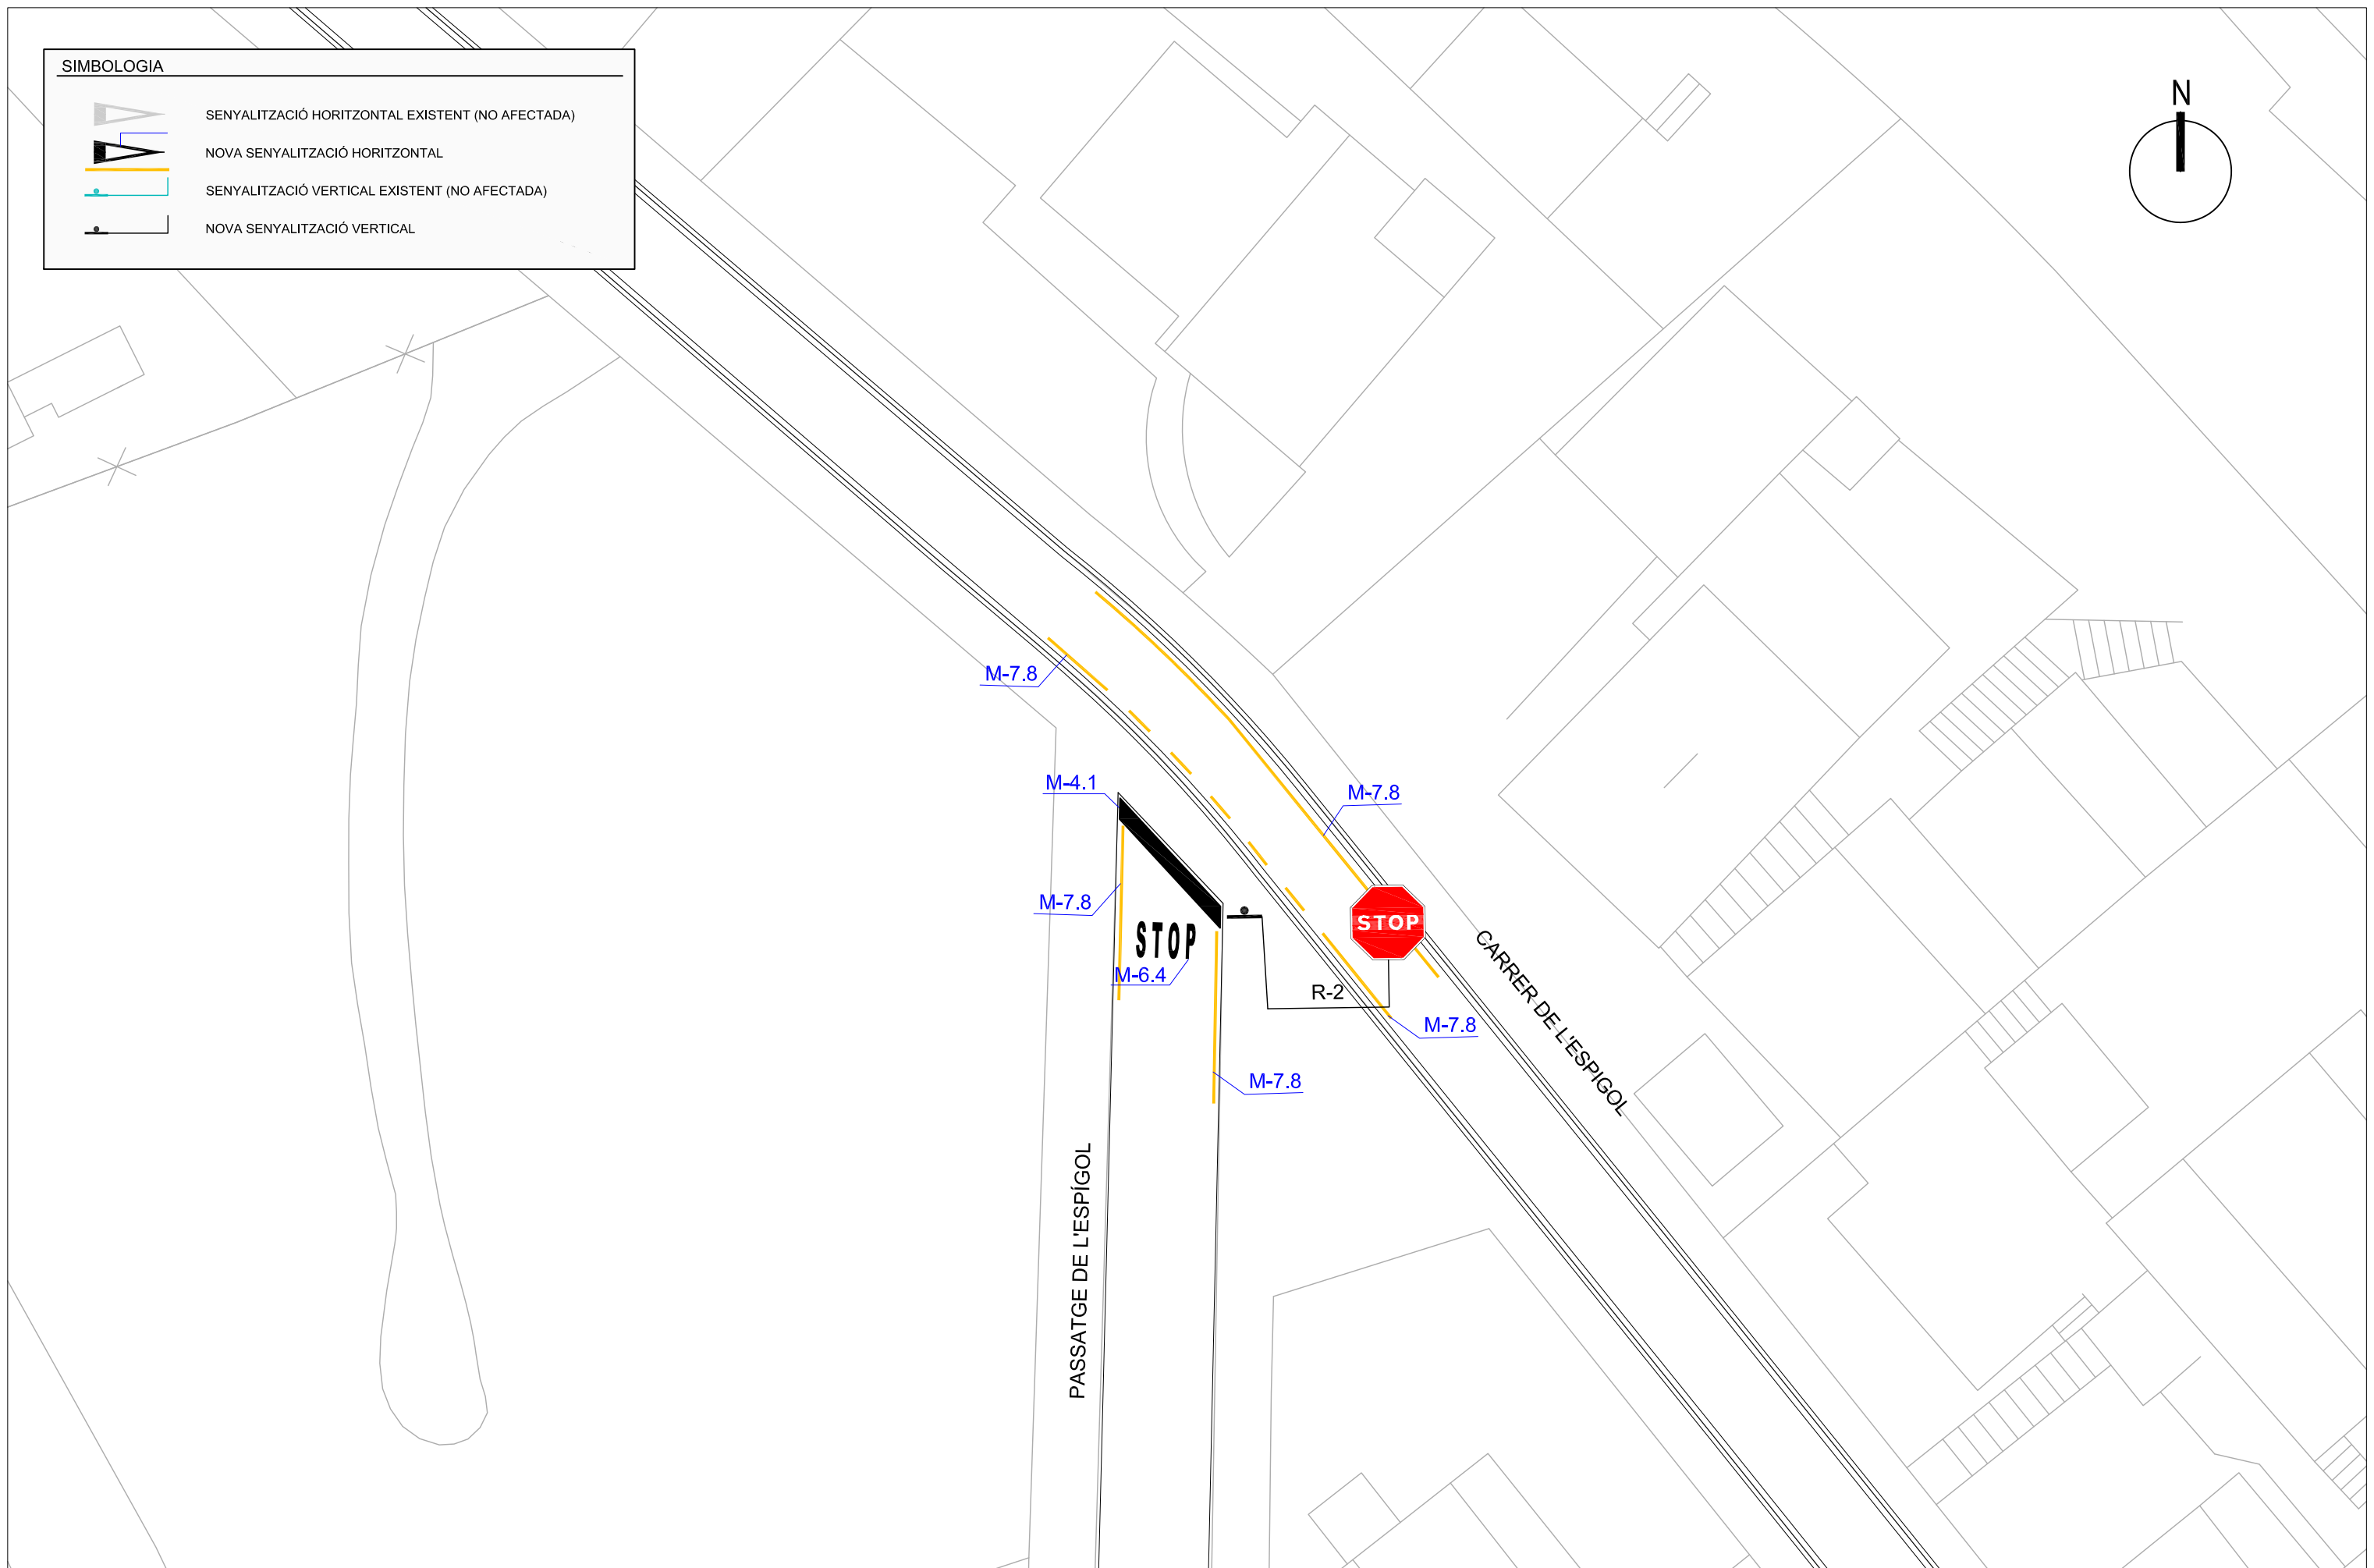 SIMBOLOGIA
SENYALITZACIÓ HORITZONTAL EXISTENT (NO AFECTADA)
NOVA SENYALITZACIÓ HORITZONTAL
SENYALITZACIÓ VERTICAL EXISTENT (NO AFECTADA)
NOVA SENYALITZACIÓ VERTICAL
N
M-7.8
M-4.1
M-7.8
M-7.8
STOP
STOP
M-6.4
R-2
M-7.8
M-7.8
CARRER DE L'ESPIGOL
PASSATGE DE L'ESPÍGOL